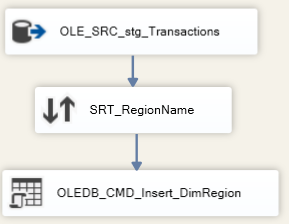 OLE_SRC_stg_Transactions
SRT_RegionName
OLEDB_CMD_Insert_DimRegion